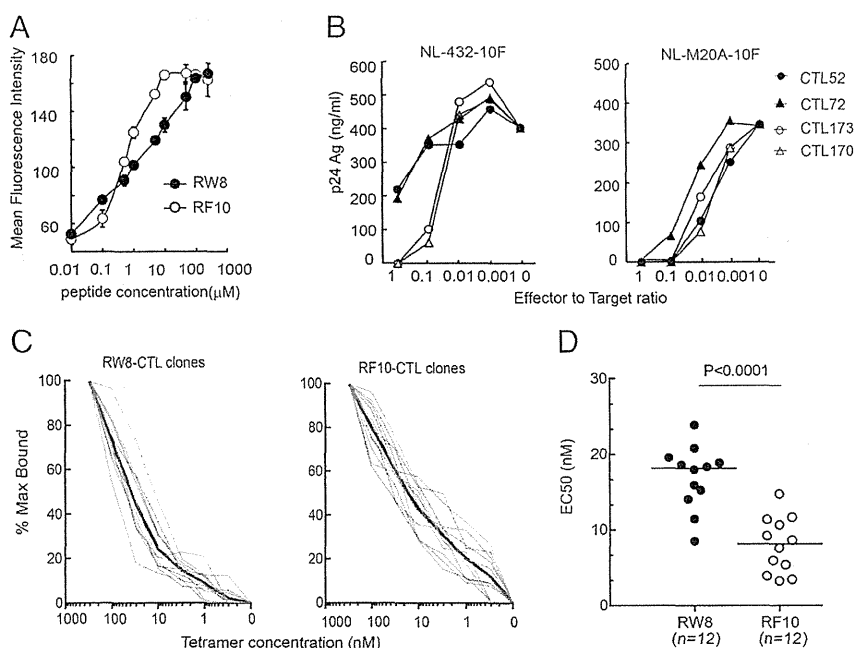 A
Mean Fluorescence Intensity
180
140
100
60
RW8
RF10
0.01 0.1 1 10 100 1000
peptide concentration(μM)
B
NL-432-10F
p24 Ag (ng/ml)
600
500
400
300
200
100
0
1 0.1 0.01 0.001 0
NL-M20A-10F
500
400
300
200
100
0
1 0.1 0.01 0.001 0
Effector to Target ratio
CTL52
CTL72
CTL173
CTL170
C
RW8-CTL clones
% Max Bound
100
80
60
40
20
0
1000 100 10 1 0
RF10-CTL clones
100
80
60
40
20
0
1000 100 10 1 0
Tetramer concentration (nM)
D
P<0.0001
EC50 (nM)
30
20
10
0
RW8 RF10
(n=12) (n=12)